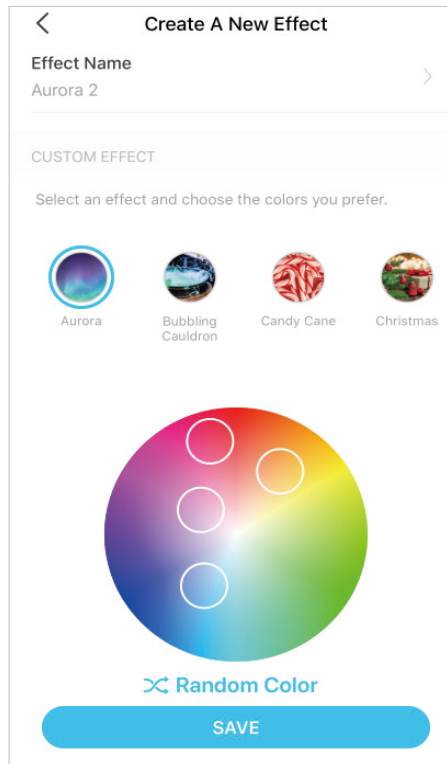 Create A New Effect
Effect Name
Aurora 2
CUSTOM EFFECT
Select an effect and choose the colors you prefer.
Aurora
Bubbling
Cauldron
Candy Cane
Christmas
Random Color
SAVE